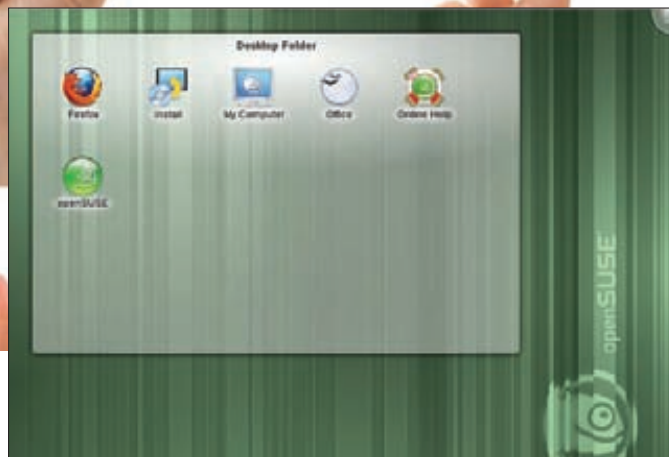 Desktop Folder
Firefox
Install
My Computer
Office
Online Help
openSUSE
openSUSE